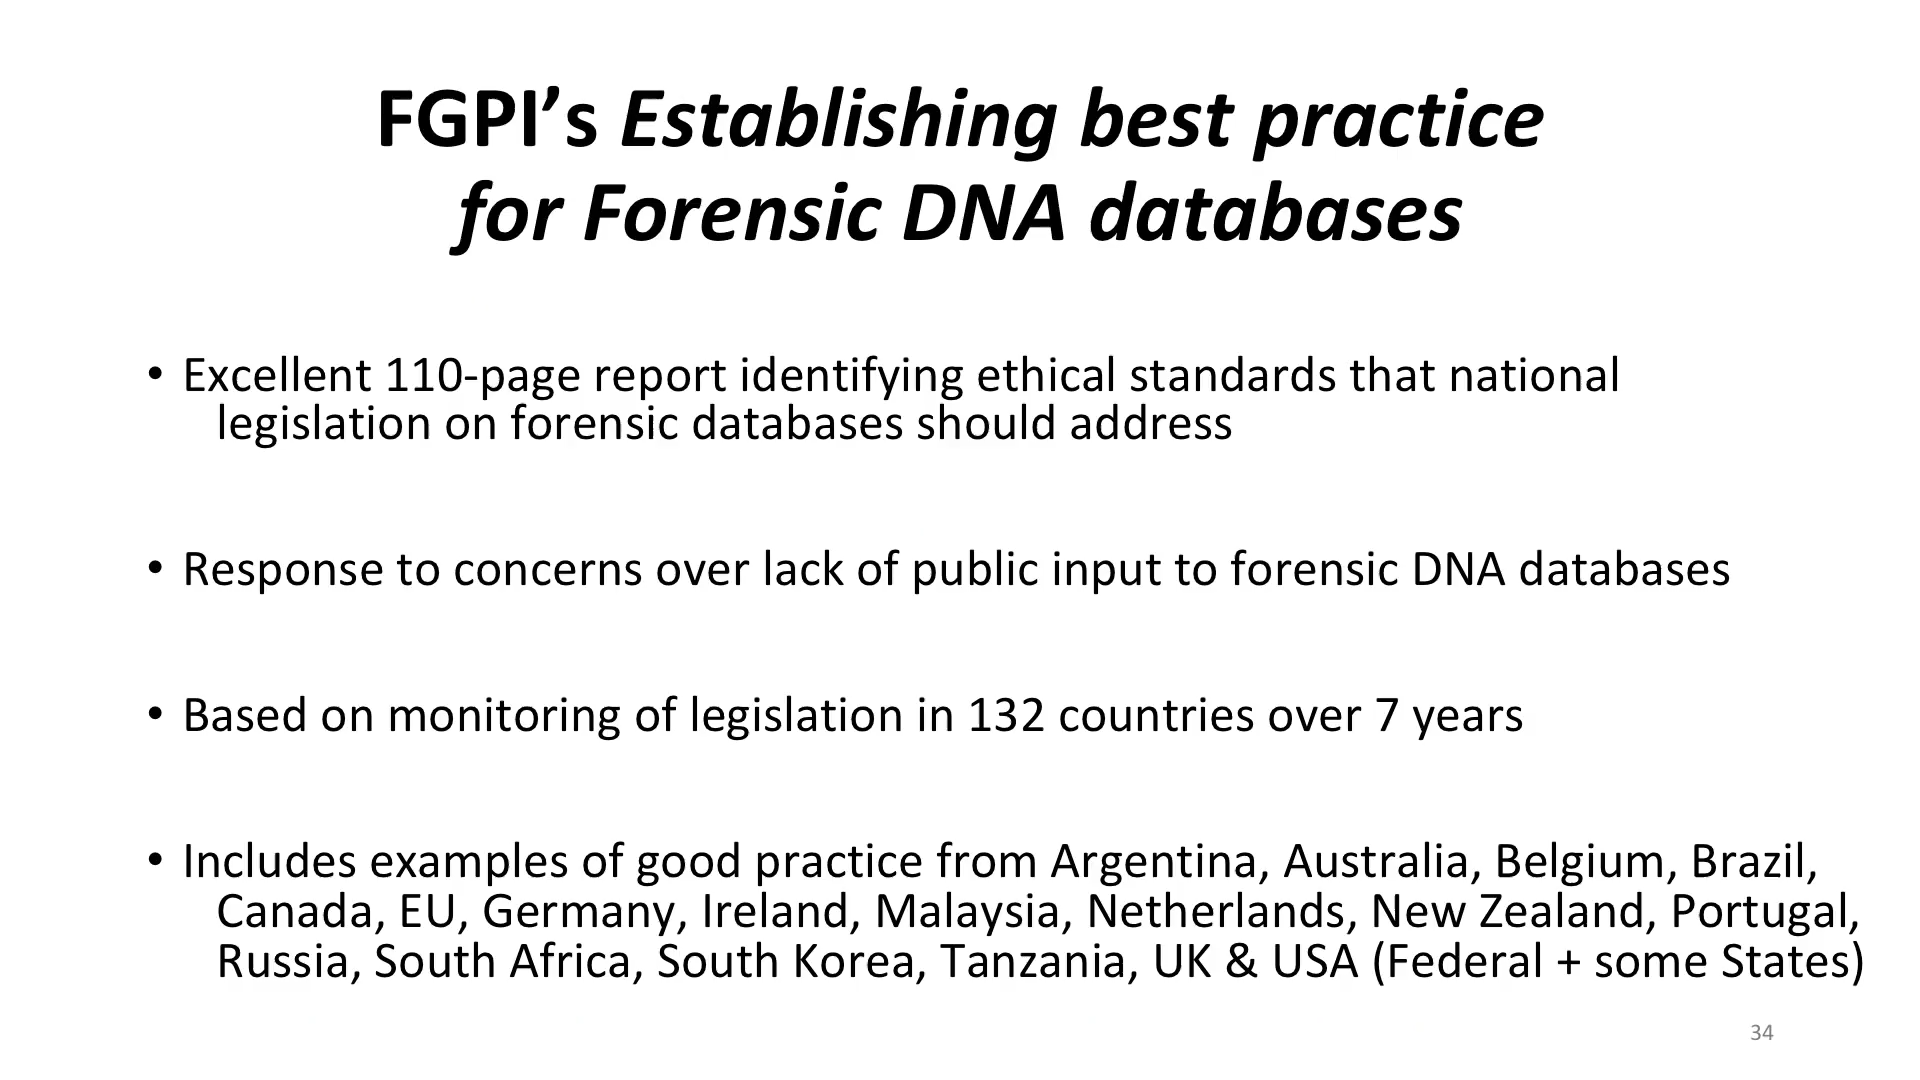 FGPI’s Establishing best practice
for Forensic DNA databases
• Excellent 110-page report identifying ethical standards that national
legislation on forensic databases should address
• Response to concerns over lack of public input to forensic DNA databases
• Based on monitoring of legislation in 132 countries over 7 years
• Includes examples of good practice from Argentina, Australia, Belgium, Brazil,
Canada, EU, Germany, Ireland, Malaysia, Netherlands, New Zealand, Portugal,
Russia, South Africa, South Korea, Tanzania, UK & USA (Federal + some States)
34